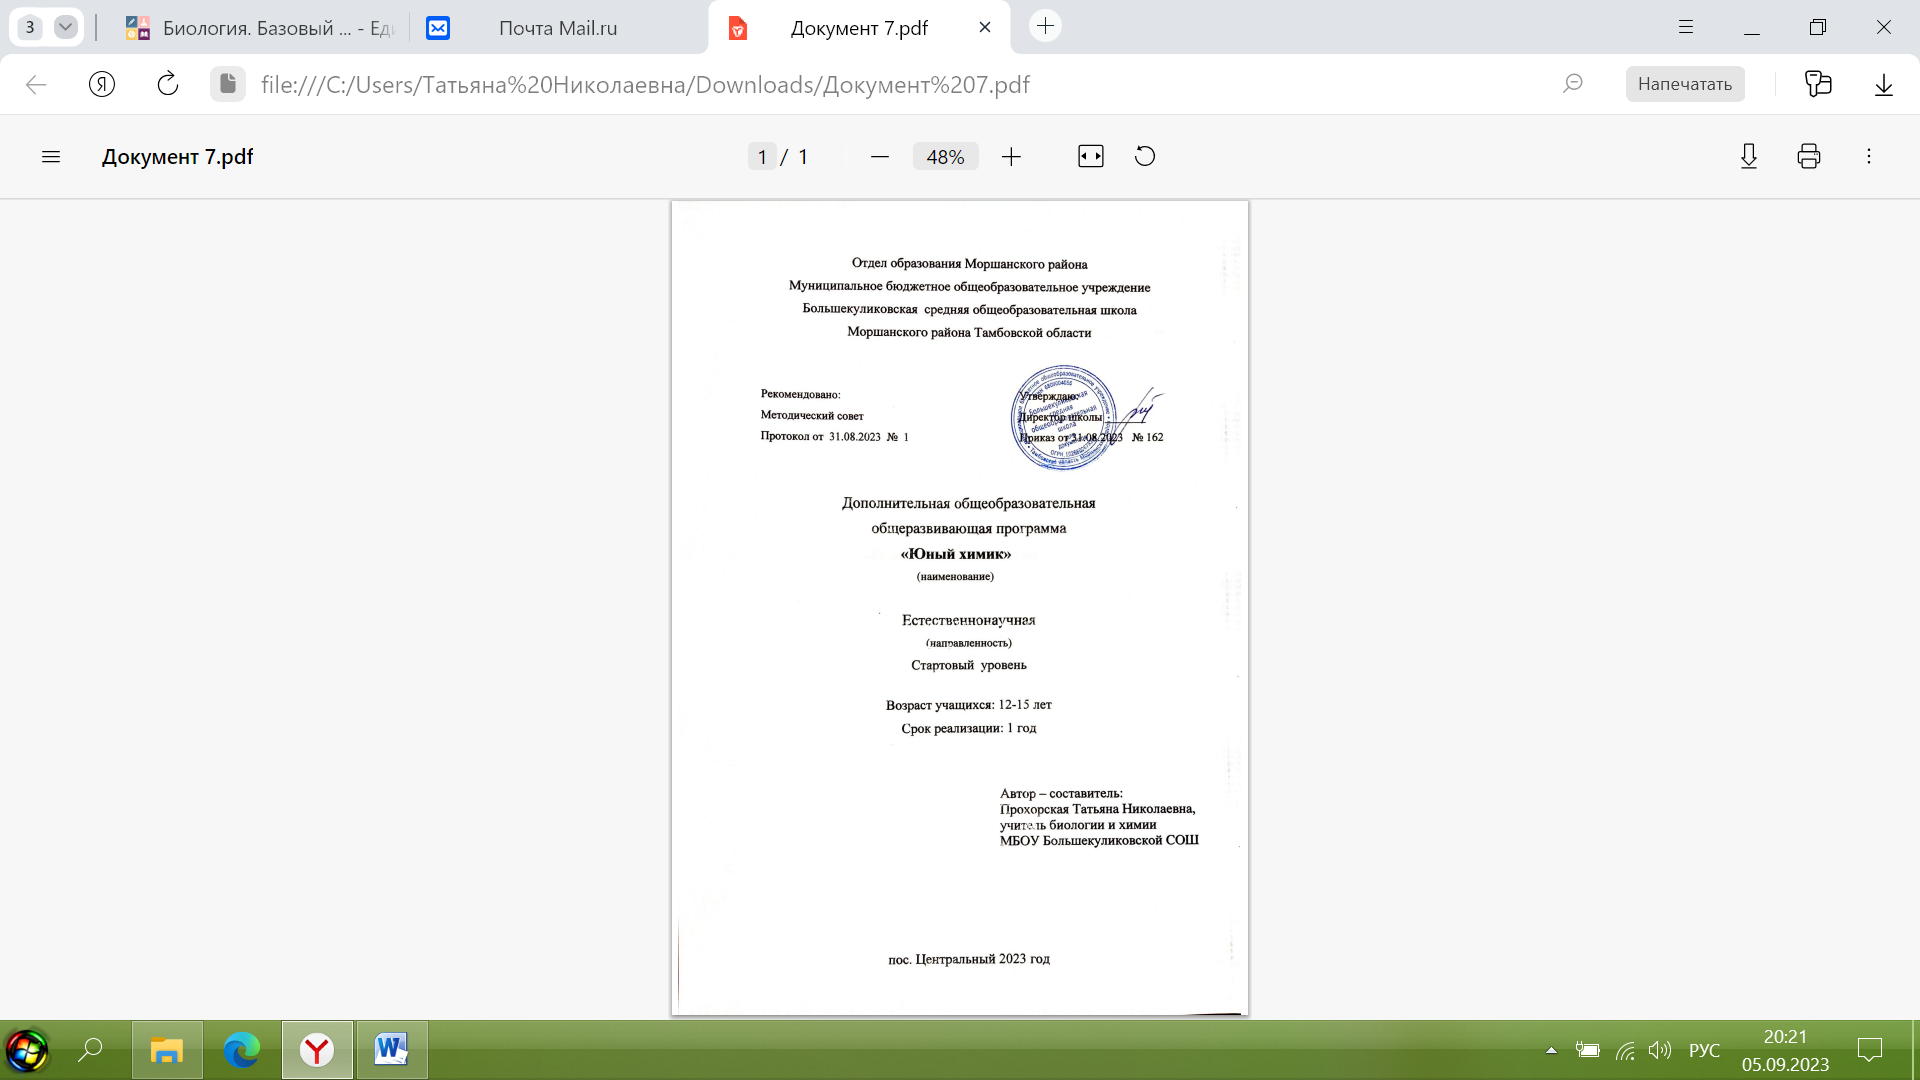 3
Биология. Базовый ... - Еди
Почта Mail.ru
Документ 7.pdf
file:///C:/Users/Татьяна%20Николаевна/Downloads/Документ%207.pdf
Напечатать
Документ 7.pdf
1 / 1
48%
Отдел образования Моршанского района
Муниципальное бюджетное общеобразовательное учреждение
Большекуликовская средняя общеобразовательная школа
Моршанского района Тамбовской области
Рекомендовано:
Методический совет
Протокол от 31.08.2023 № 1
Утверждаю:
Директор школы
Приказ от 31.08.2023 № 162
Большекуликовская
средняя
общеобразовательная
школа
Дополнительная общеобразовательная
общеразвивающая программа
«Юный химик»
(наименование)
Естественнонаучная
(направленность)
Стартовый уровень
Возраст учащихся: 12-15 лет
Срок реализации: 1 год
Автор – составитель:
Прохорская Татьяна Николаевна,
учитель биологии и химии
МБОУ Большекуликовской СОШ
пос. Центральный 2023 год
РУС
20:21
05.09.2023